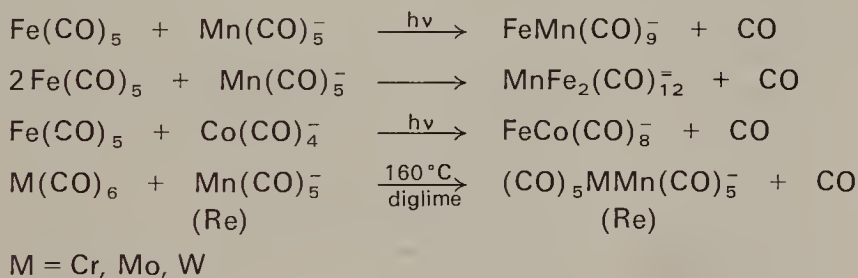 Fe(CO)₅ + Mn(CO)₅⁻ —hν→ FeMn(CO)₉⁻ + CO
2Fe(CO)₅ + Mn(CO)₅⁻ ⟶ MnFe₂(CO)₁₂⁼ + CO
Fe(CO)₅ + Co(CO)₄⁻ —hν→ FeCo(CO)₈⁻ + CO
M(CO)₆ + Mn(CO)₅⁻ —160 °C, diglime→ (CO)₅MMn(CO)₅⁻ + CO
(Re) (Re)
M = Cr, Mo, W